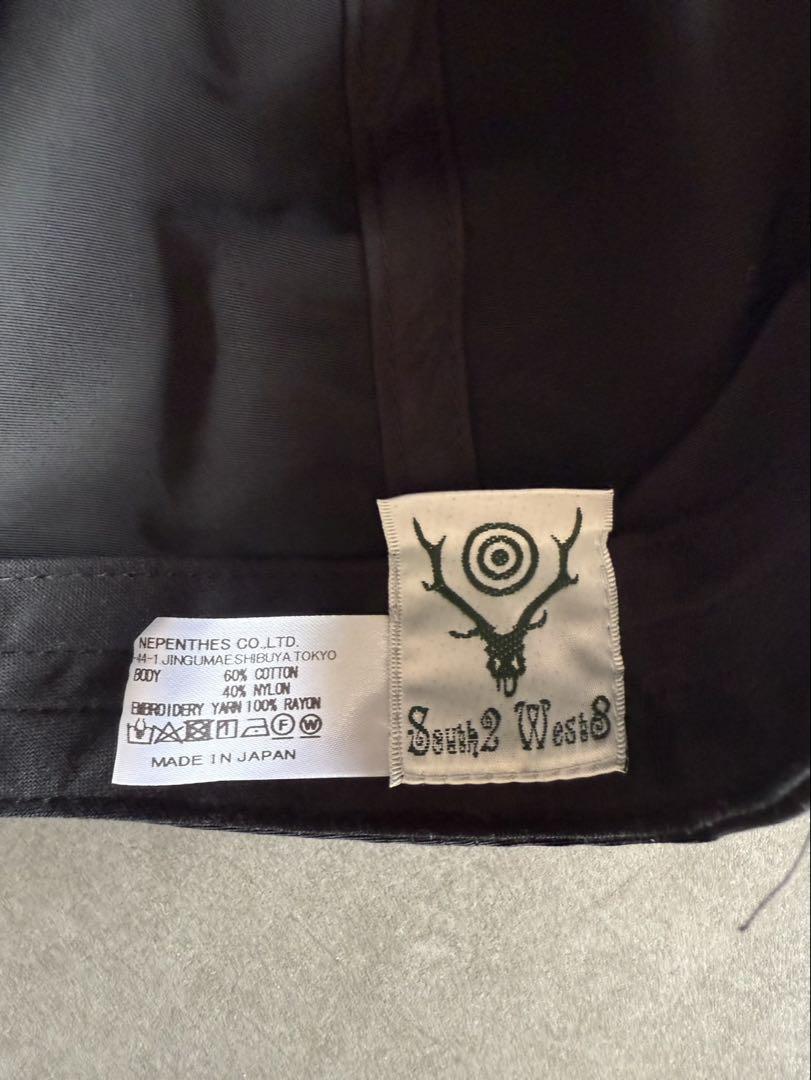 NEPENTHES CO.,LTD.
-44-1 JINGUMAE SHIBUYA TOKYO
BODY 60% COTTON
40% NYLON
EMBROIDERY YARN 100% RAYON
F W
MADE IN JAPAN
South2 West8